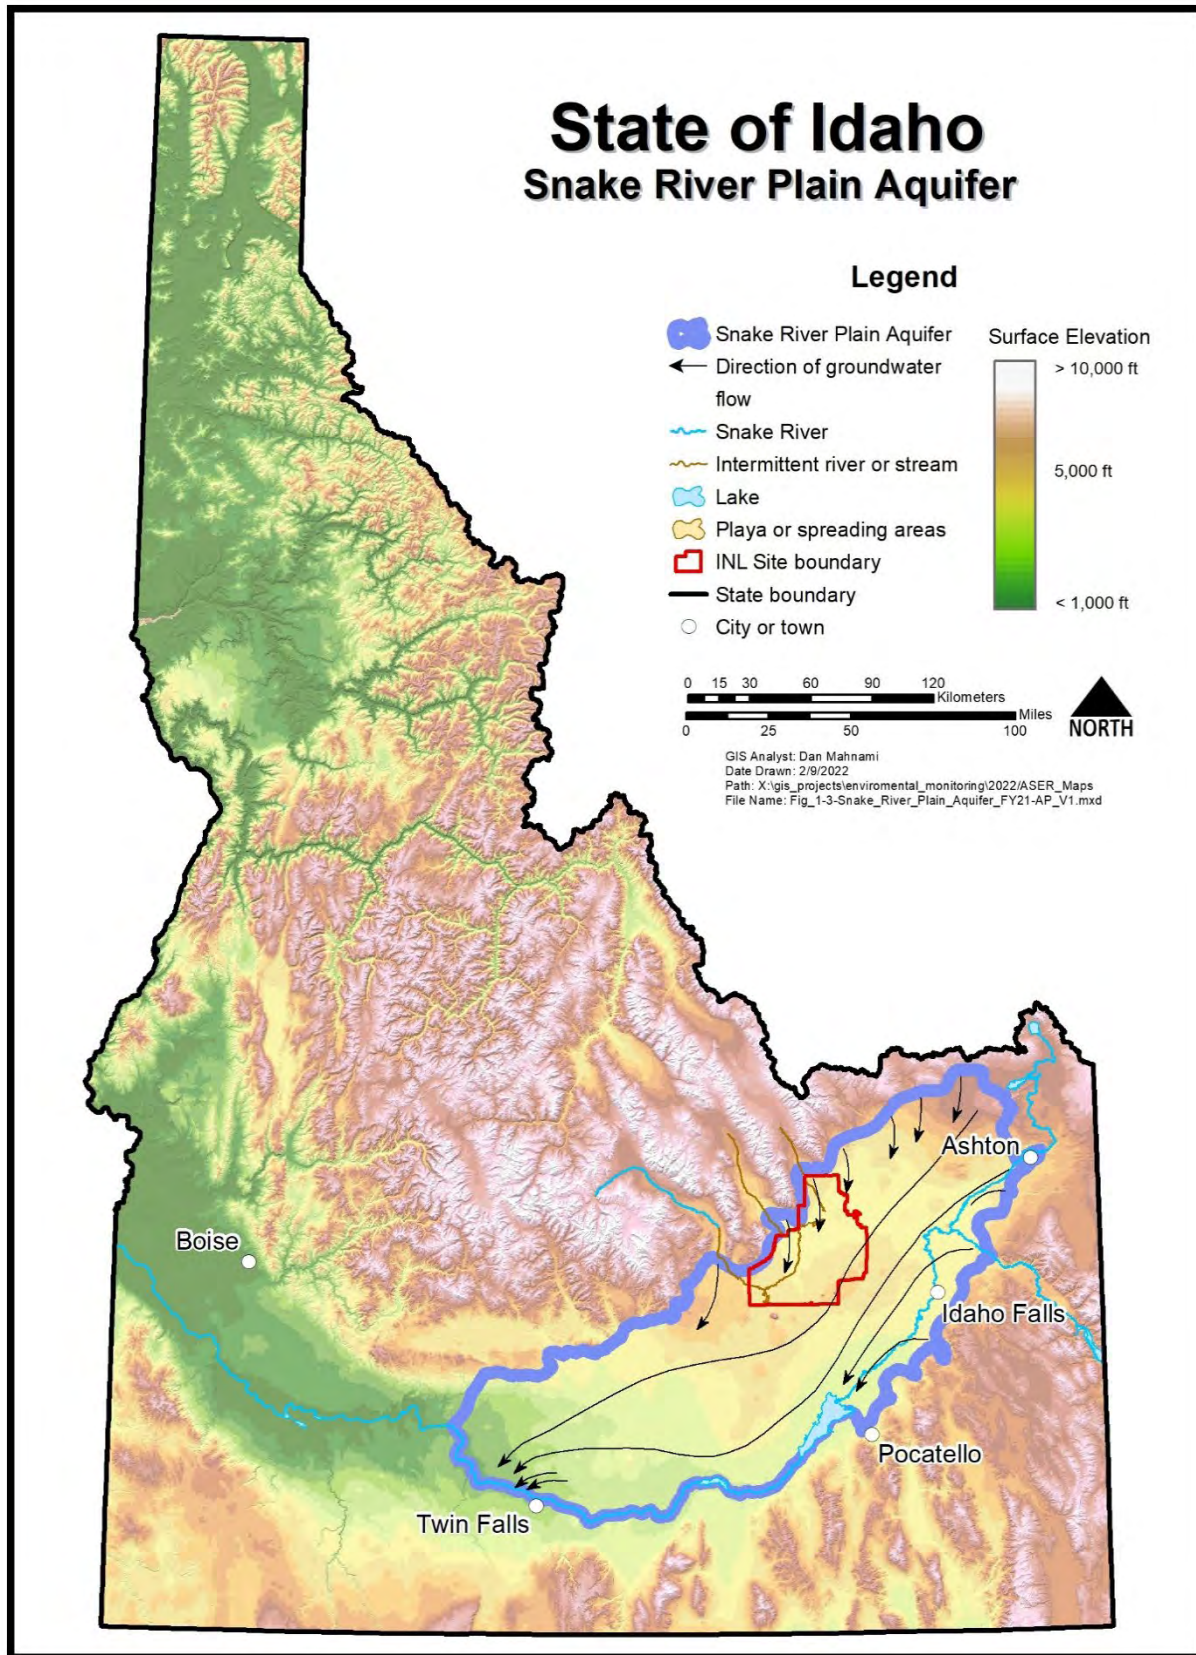 State of Idaho
Snake River Plain Aquifer
Legend
Snake River Plain Aquifer
Direction of groundwater
flow
Snake River
Intermittent river or stream
Lake
Playa or spreading areas
INL Site boundary
State boundary
City or town
Surface Elevation
> 10,000 ft
5,000 ft
< 1,000 ft
0 15 30 60 90 120
Kilometers
Miles
0 25 50 100
NORTH
GIS Analyst: Dan Mahnami
Date Drawn: 2/9/2022
Path: X:\gis_projects\enviromental_monitoring\2022/ASER_Maps
File Name: Fig_1-3-Snake_River_Plain_Aquifer_FY21-AP_V1.mxd
Ashton
Boise
Idaho Falls
Pocatello
Twin Falls